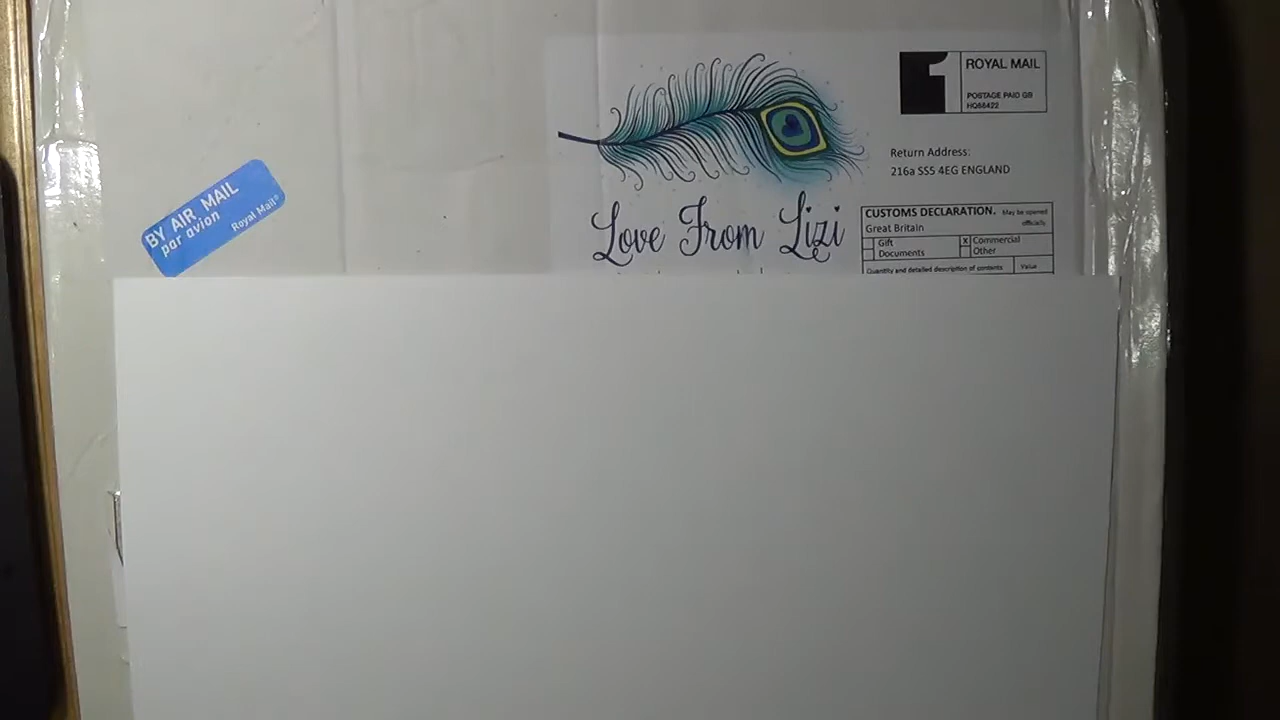 1 ROYAL MAIL
POSTAGE PAID GB
HQ66422
Return Address:
216a SS5 4EG ENGLAND
BY AIR MAIL
par avion
Royal Mail®
Love From Lizi
CUSTOMS DECLARATION. May be opened officially
Great Britain
Gift X Commercial
Documents Other
Quantity and detailed description of contents Value